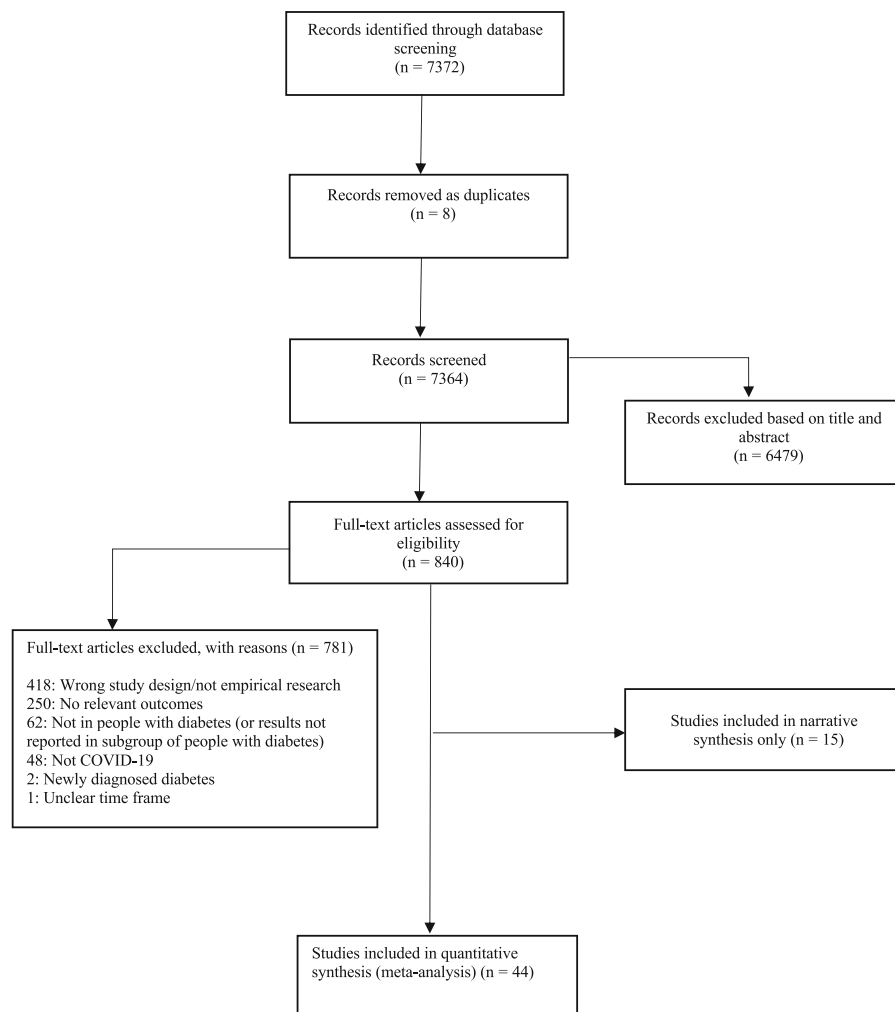 Records identified through database
screening
(n = 7372)
Records removed as duplicates
(n = 8)
Records screened
(n = 7364)
Records excluded based on title and
abstract
(n = 6479)
Full-text articles assessed for
eligibility
(n = 840)
Full-text articles excluded, with reasons (n = 781)
418: Wrong study design/not empirical research
250: No relevant outcomes
62: Not in people with diabetes (or results not
reported in subgroup of people with diabetes)
48: Not COVID-19
2: Newly diagnosed diabetes
1: Unclear time frame
Studies included in narrative
synthesis only (n = 15)
Studies included in quantitative
synthesis (meta-analysis) (n = 44)